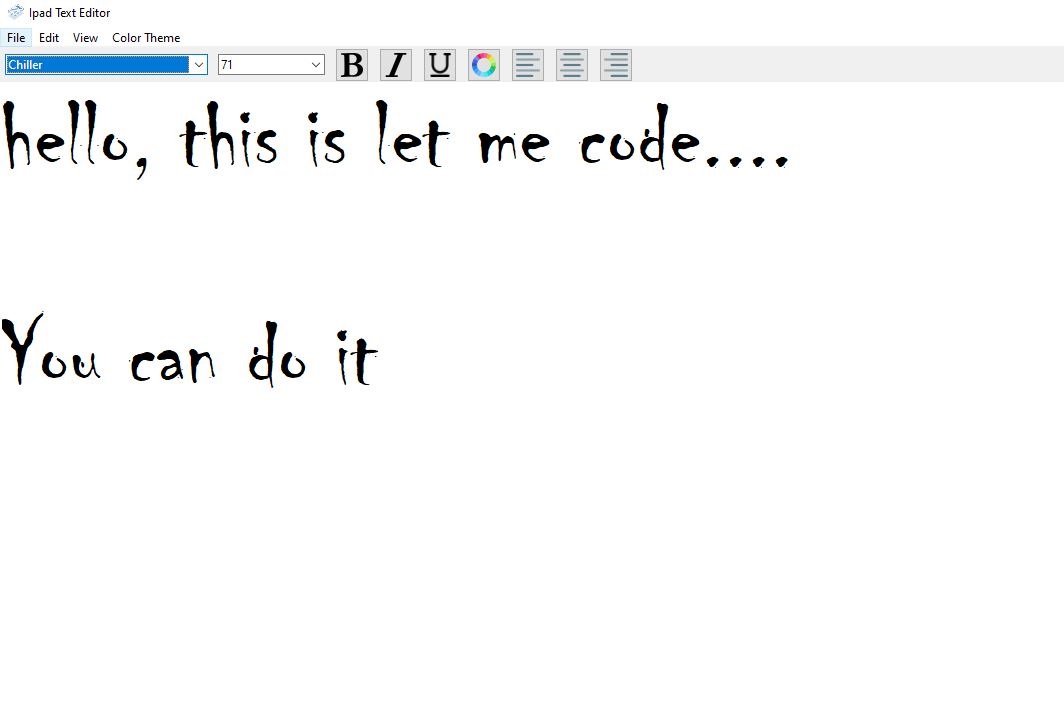 Ipad Text Editor
File Edit View Color Theme
Chiller 71 B I U
hello, this is let me code....
You can do it